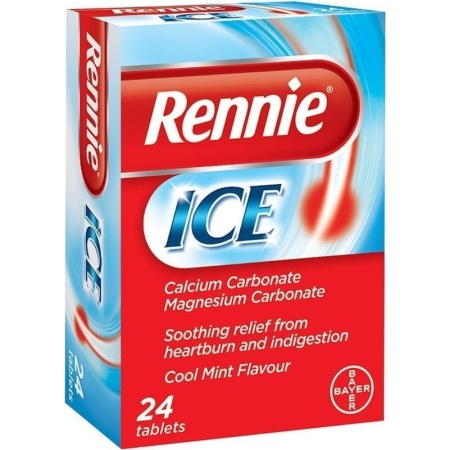 Rennie®
ICE
Calcium Carbonate
Magnesium Carbonate
Soothing relief from
heartburn and indigestion
Cool Mint Flavour
24
tablets
BAYER
BAYER
Rennie
ICE
24
tablets